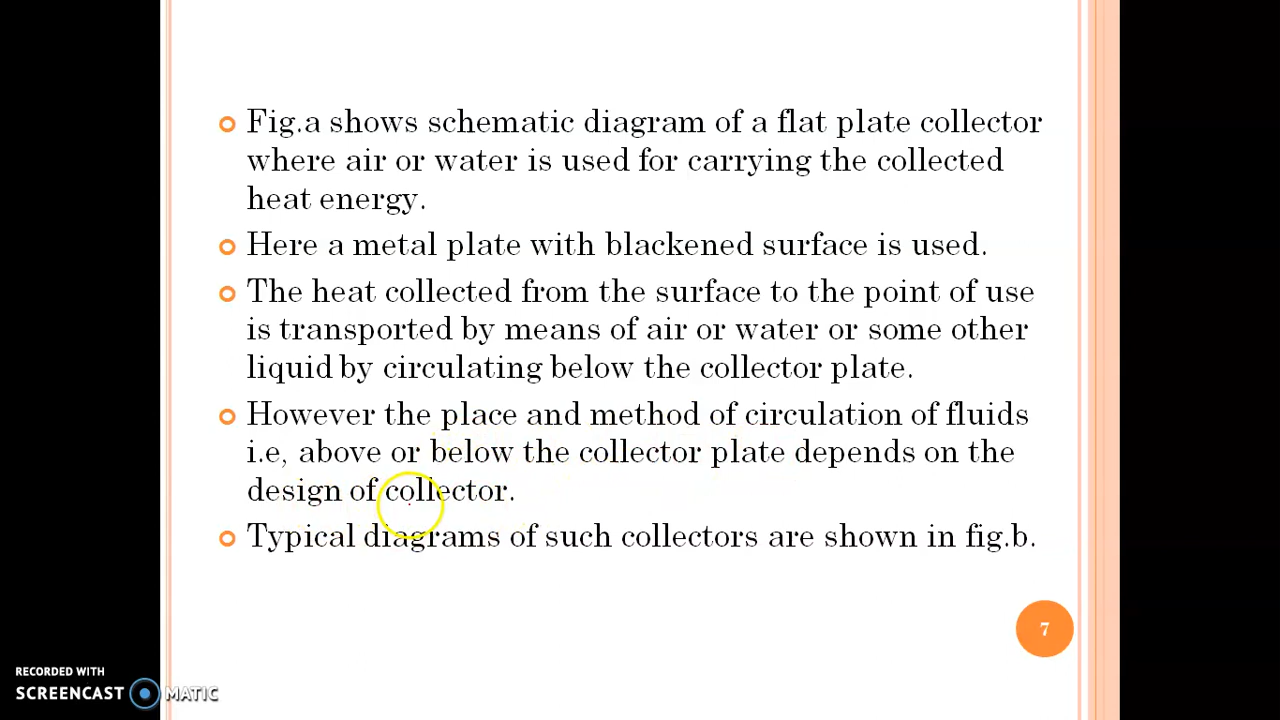 Fig.a shows schematic diagram of a flat plate collector
where air or water is used for carrying the collected
heat energy.
Here a metal plate with blackened surface is used.
The heat collected from the surface to the point of use
is transported by means of air or water or some other
liquid by circulating below the collector plate.
However the place and method of circulation of fluids
i.e, above or below the collector plate depends on the
design of collector.
Typical diagrams of such collectors are shown in fig.b.
7
RECORDED WITH
SCREENCAST MATIC